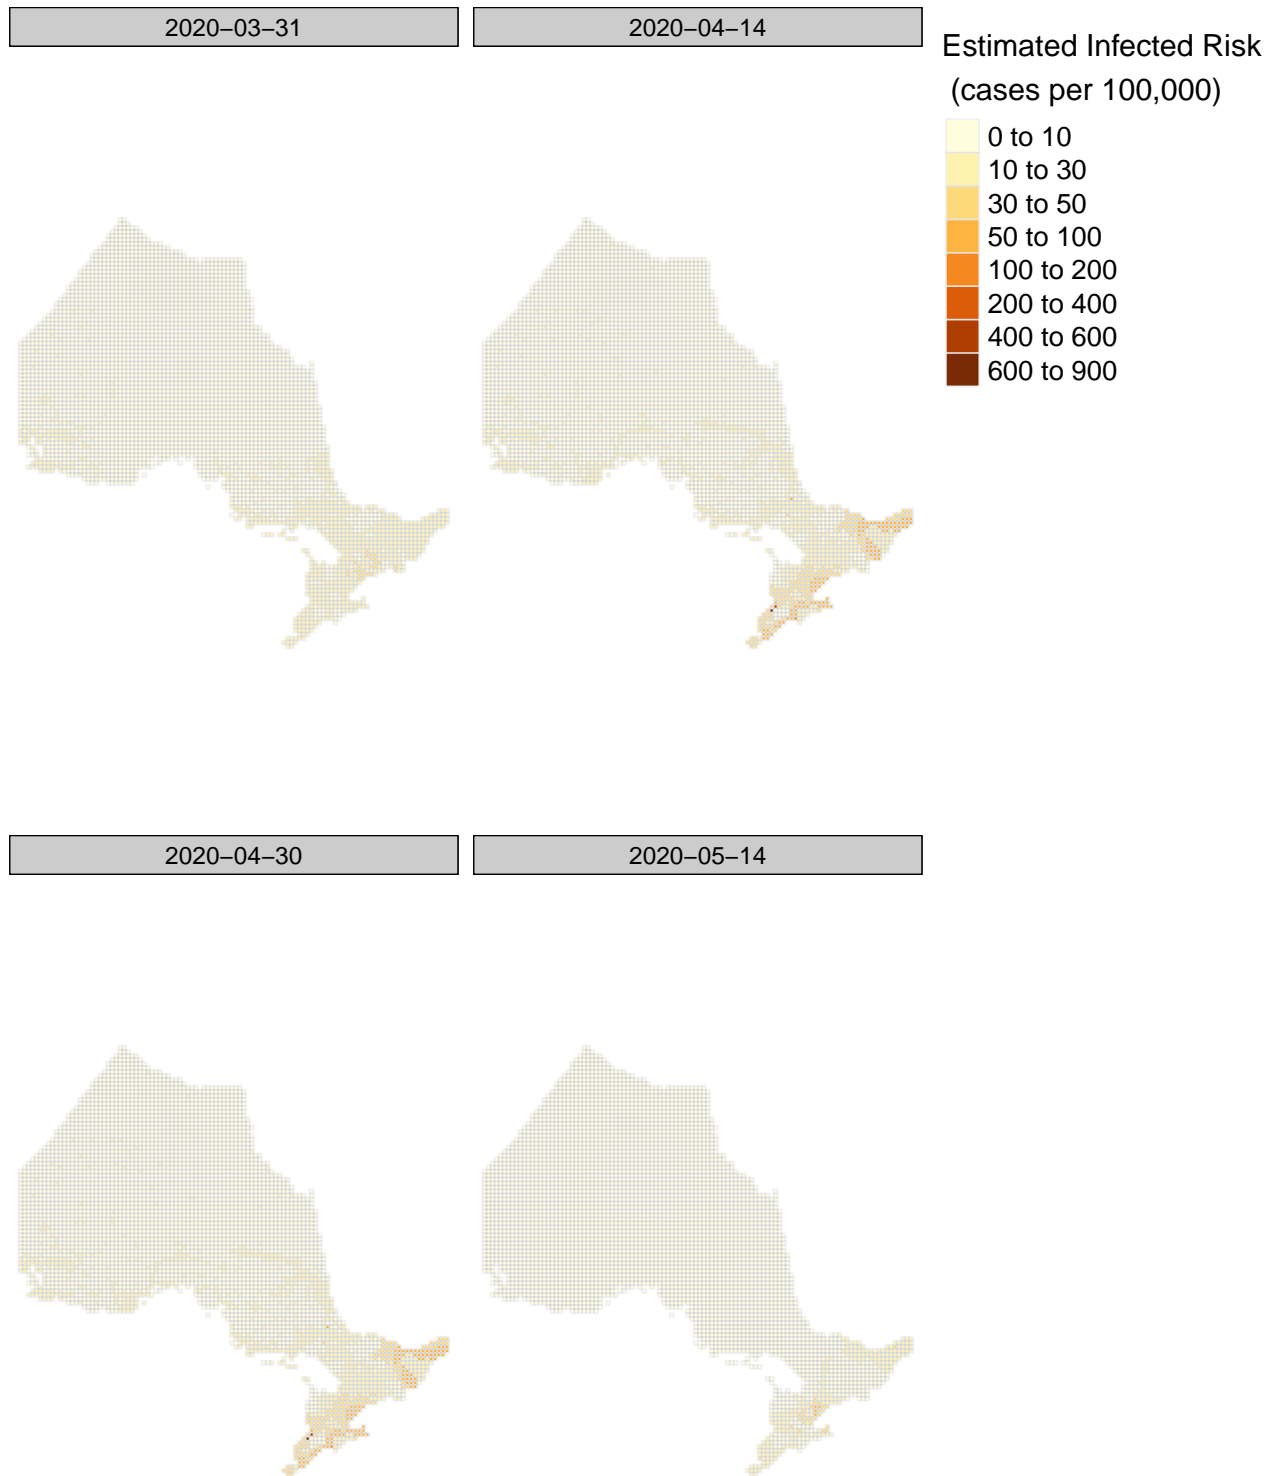 2020−03−31
2020−04−14
Estimated Infected Risk
(cases per 100,000)
0 to 10
10 to 30
30 to 50
50 to 100
100 to 200
200 to 400
400 to 600
600 to 900
2020−04−30
2020−05−14